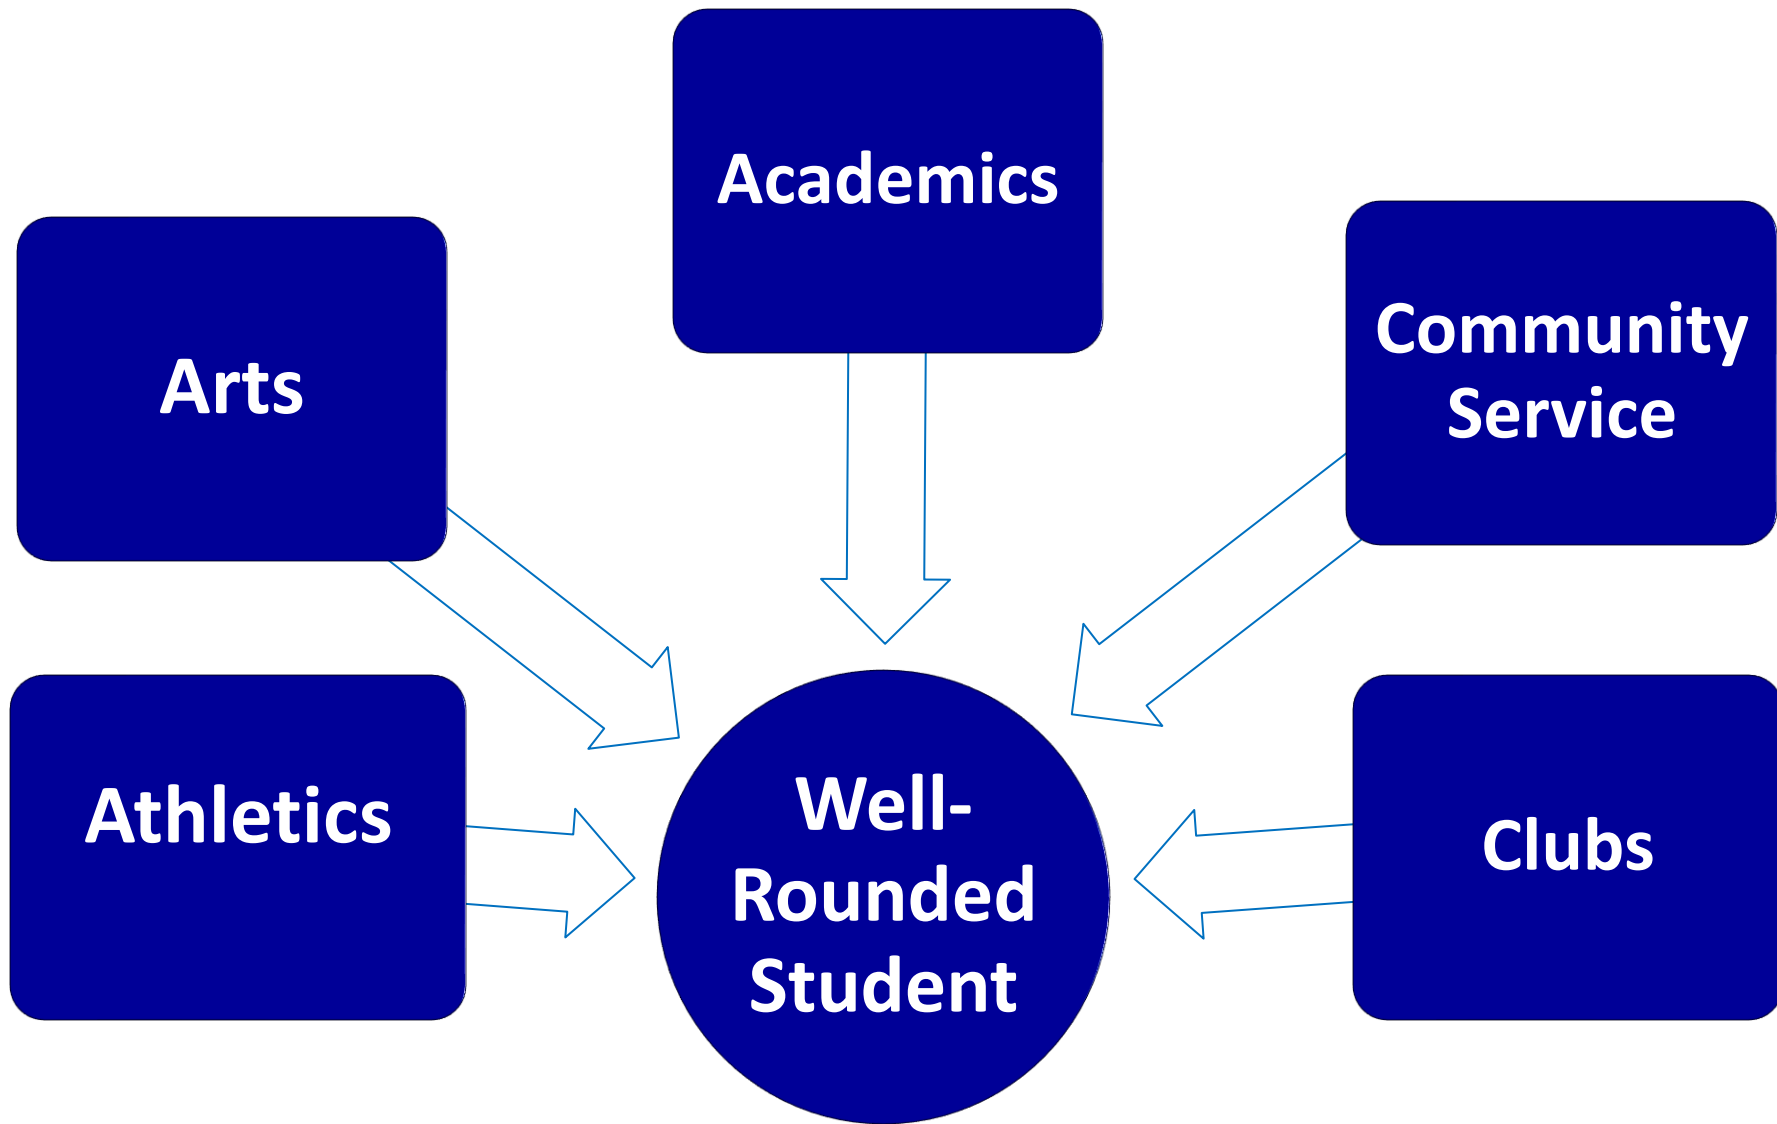 Academics
Arts
Community
Service
Athletics
Well-
Rounded
Student
Clubs